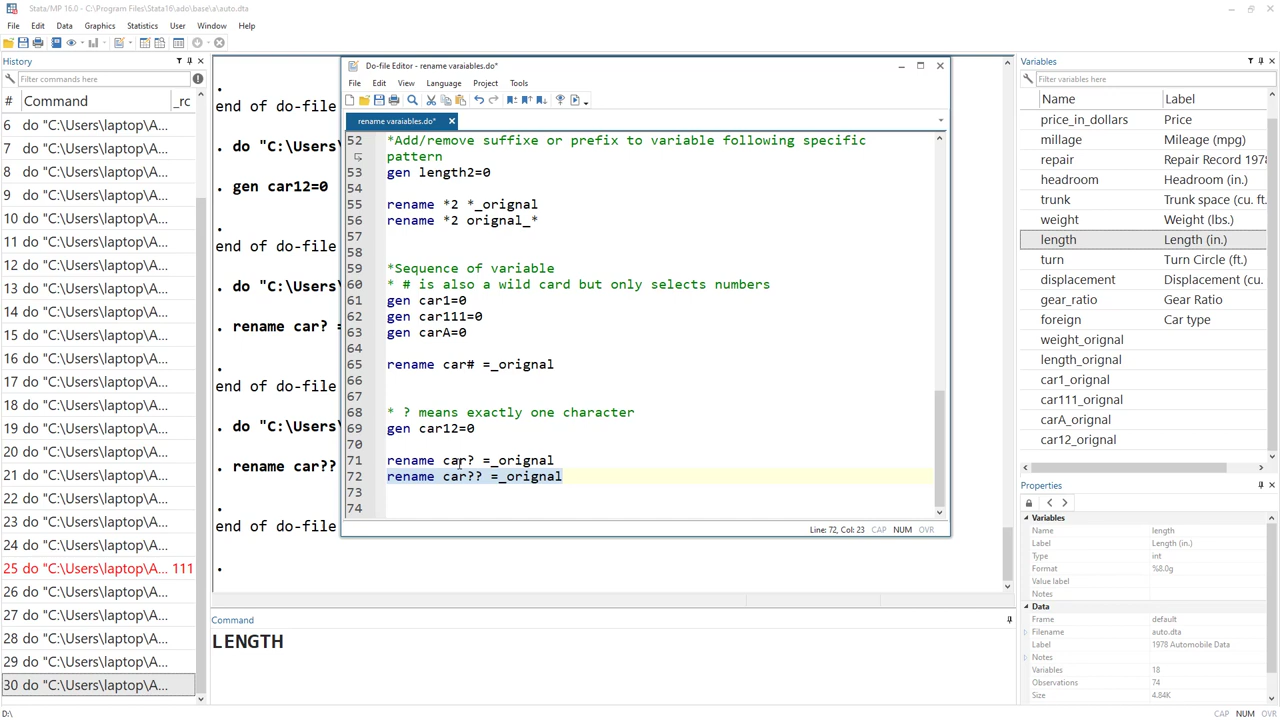 Stata/MP 16.0 - C:\Program Files\Stata16\ado\base\a\auto.dta
File Edit Data Graphics Statistics User Window Help
History
Filter commands here
# Command _rc
6 do "C:\Users\laptop\A...
7 do "C:\Users\laptop\A...
8 do "C:\Users\laptop\A...
9 do "C:\Users\laptop\A...
10 do "C:\Users\laptop\A...
11 do "C:\Users\laptop\A...
12 do "C:\Users\laptop\A...
13 do "C:\Users\laptop\A...
14 do "C:\Users\laptop\A...
15 do "C:\Users\laptop\A...
16 do "C:\Users\laptop\A...
17 do "C:\Users\laptop\A...
18 do "C:\Users\laptop\A...
19 do "C:\Users\laptop\A...
20 do "C:\Users\laptop\A...
21 do "C:\Users\laptop\A...
22 do "C:\Users\laptop\A...
23 do "C:\Users\laptop\A...
24 do "C:\Users\laptop\A...
25 do "C:\Users\laptop\A... 111
26 do "C:\Users\laptop\A...
27 do "C:\Users\laptop\A...
28 do "C:\Users\laptop\A...
29 do "C:\Users\laptop\A...
30 do "C:\Users\laptop\A...
.
end of do-file
. do "C:\Users\
. gen car12=0
.
end of do-file
. do "C:\Users\
. rename car? =
.
end of do-file
. do "C:\Users\
. rename car??
.
end of do-file
.
Do-file Editor - rename varaiables.do*
File Edit View Language Project Tools
rename varaiables.do*
52 *Add/remove suffixe or prefix to variable following specific
pattern
53 gen length2=0
54
55 rename *2 *_orignal
56 rename *2 orignal_*
57
58
59 *Sequence of variable
60 * # is also a wild card but only selects numbers
61 gen car1=0
62 gen car111=0
63 gen carA=0
64
65 rename car# =_orignal
66
67
68 * ? means exactly one character
69 gen car12=0
70
71 rename car? =_orignal
72 rename car?? =_orignal
73
74
Line: 72, Col: 23 CAP NUM OVR
Command
LENGTH
Variables
Filter variables here
Name Label
price_in_dollars Price
millage Mileage (mpg)
repair Repair Record 1978
headroom Headroom (in.)
trunk Trunk space (cu. ft.
weight Weight (lbs.)
length Length (in.)
turn Turn Circle (ft.)
displacement Displacement (cu.
gear_ratio Gear Ratio
foreign Car type
weight_orignal
length_orignal
car1_orignal
car111_orignal
carA_orignal
car12_orignal
Properties
Variables
Name length
Label Length (in.)
Type int
Format %8.0g
Value label
Notes
Data
Frame default
Filename auto.dta
Label 1978 Automobile Data
Notes
Variables 18
Observations 74
Size 4.84K
D:\
CAP NUM OVR